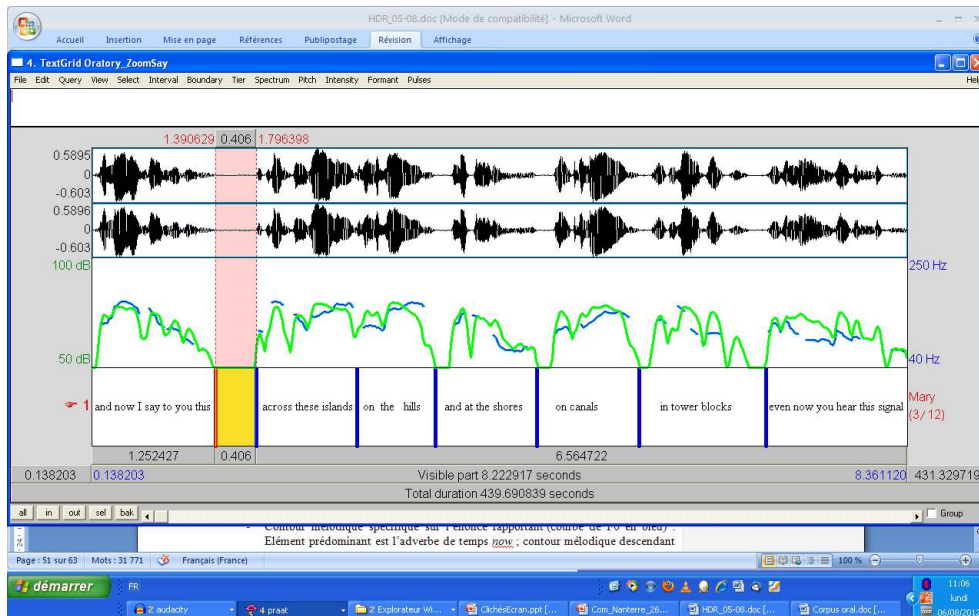 HDR_05-08.doc [Mode de compatibilité] - Microsoft Word
Accueil Insertion Mise en page Références Publipostage Révision Affichage
4. TextGrid Oratory_ZoomSay
File Edit Query View Select Interval Boundary Tier Spectrum Pitch Intensity Formant Pulses Hel
1.390629 0.406 1.796398
0.5895
0
-0.603
0.5896
0
-0.603
100 dB 250 Hz
50 dB 40 Hz
1 and now I say to you this across these islands on the hills and at the shores on canals in tower blocks even now you hear this signal Mary
(3/12)
1.252427 0.406 6.564722
0.138203 0.138203 Visible part 8.222917 seconds 8.361120 431.329719
Total duration 439.690839 seconds
all in out sel bak Group
- Contour mélodique spécifique sur l'énoncé rapportant (courbe de F0 en bleu) :
Elément prédominant est l'adverbe de temps now ; contour mélodique descendant
Page : 51 sur 63 Mots : 31 771 Français (France) 100 %
démarrer FR 11:06
lundi
2 audacity 4 praat 2 Explorateur Wi... ClichésEcran.ppt [... Com_Nanterre_26... HDR_05-08.doc [... Corpus oral.doc [...